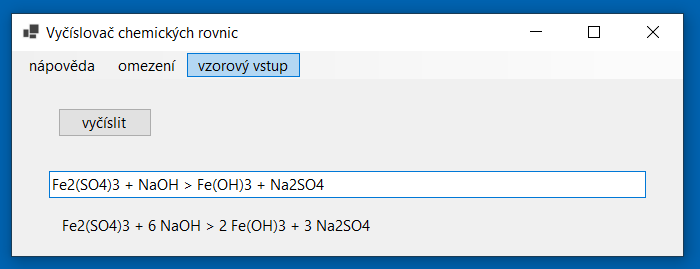 Vyčíslovač chemických rovnic
nápověda omezení vzorový vstup
vyčíslit
Fe2(SO4)3 + NaOH > Fe(OH)3 + Na2SO4
Fe2(SO4)3 + 6 NaOH > 2 Fe(OH)3 + 3 Na2SO4